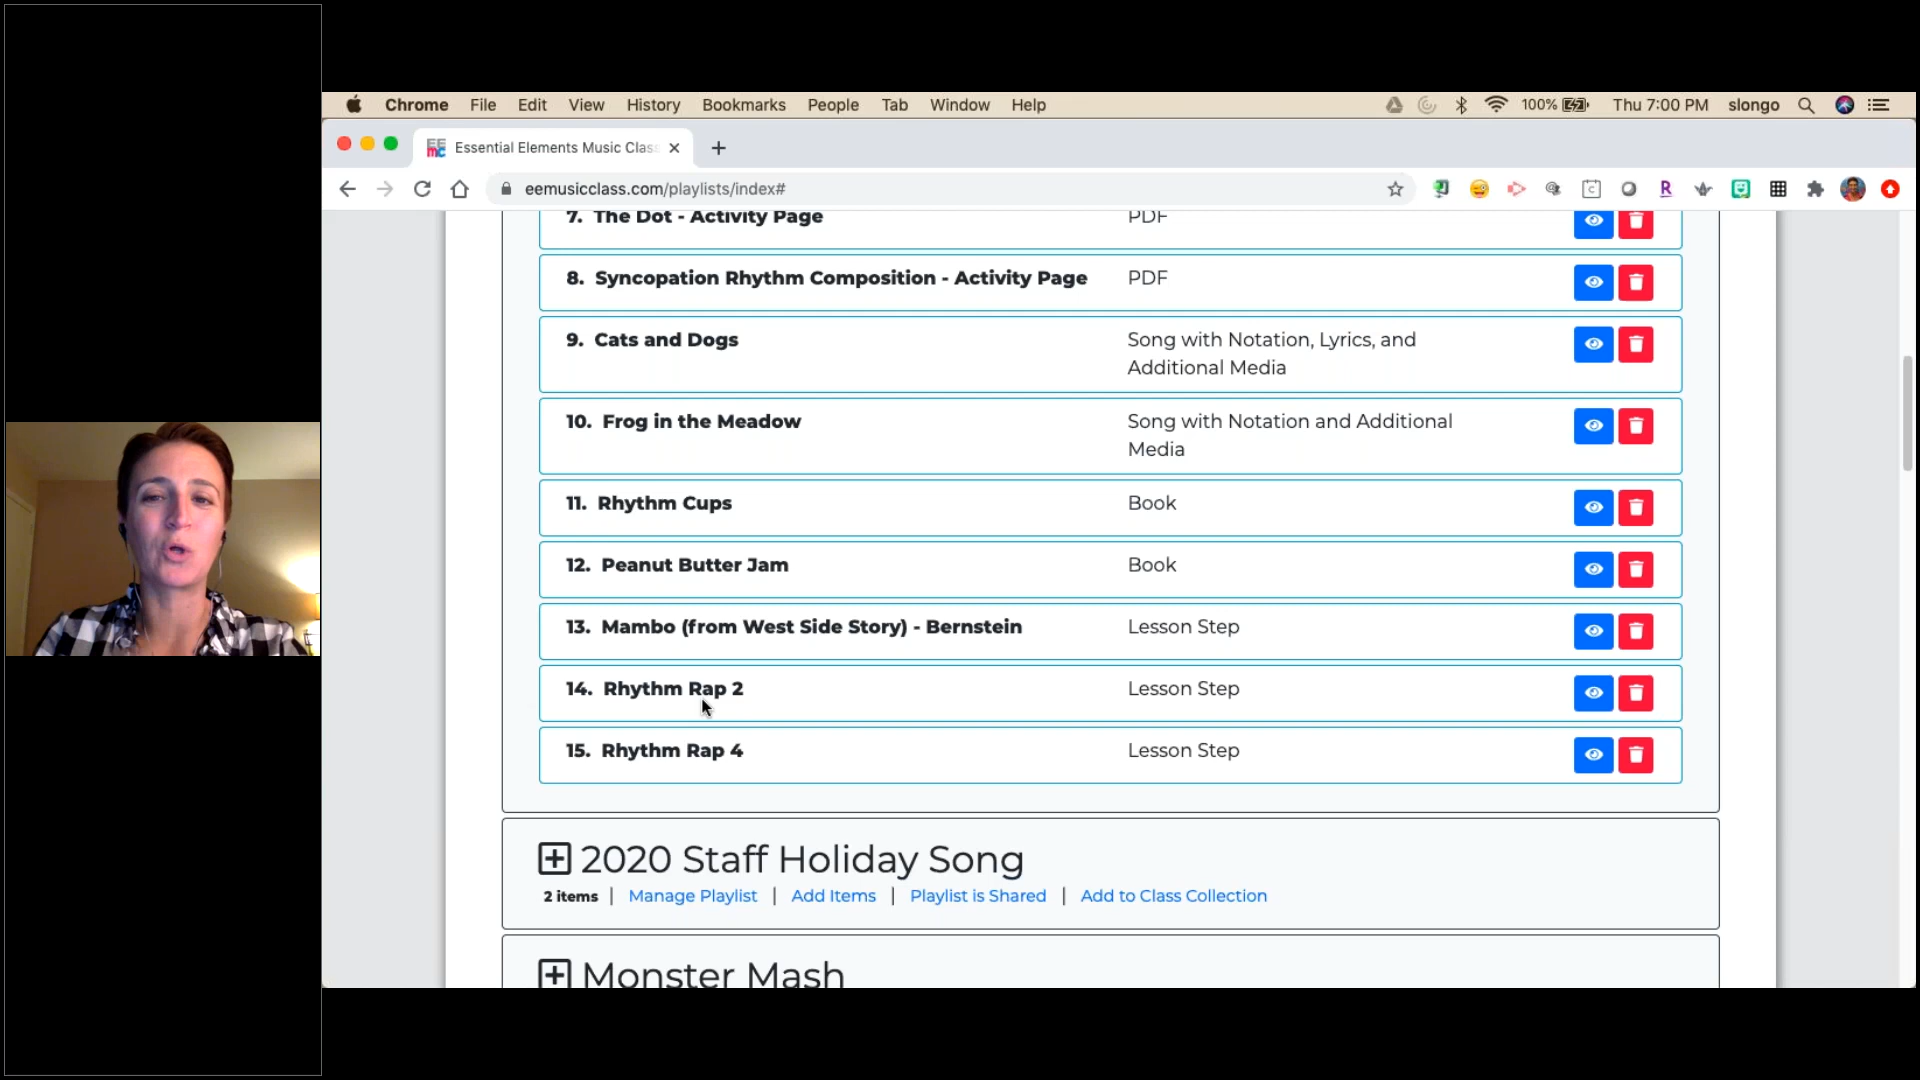 Chrome File Edit View History Bookmarks People Tab Window Help 100% Thu 7:00 PM slongo
Essential Elements Music Clas
eemusicclass.com/playlists/index#
7. The Dot - Activity Page PDF
8. Syncopation Rhythm Composition - Activity Page PDF
9. Cats and Dogs Song with Notation, Lyrics, and
Additional Media
10. Frog in the Meadow Song with Notation and Additional
Media
11. Rhythm Cups Book
12. Peanut Butter Jam Book
13. Mambo (from West Side Story) - Bernstein Lesson Step
14. Rhythm Rap 2 Lesson Step
15. Rhythm Rap 4 Lesson Step
2020 Staff Holiday Song
2 items | Manage Playlist | Add Items | Playlist is Shared | Add to Class Collection
Monster Mash